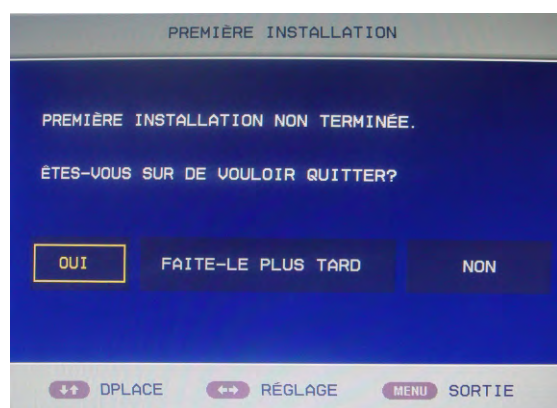 PREMIÈRE INSTALLATION
PREMIÈRE INSTALLATION NON TERMINÉE.
ÊTES-VOUS SUR DE VOULOIR QUITTER?
OUI FAITE-LE PLUS TARD NON
DPLACE RÉGLAGE MENU SORTIE